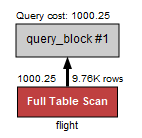 Query cost: 1000.25
query_block #1
1000.25 9.76K rows
Full Table Scan
flight